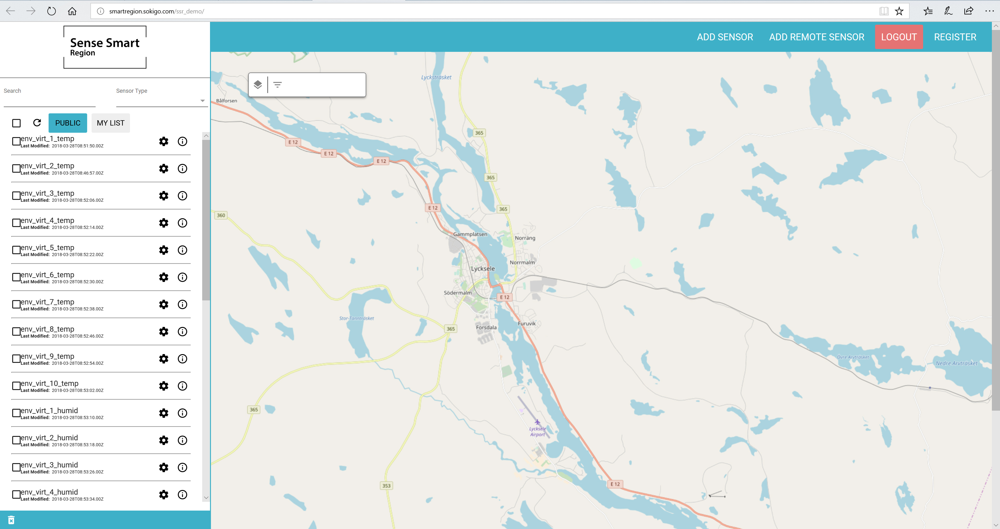 smartregion.sokigo.com/ssr_demo/
Sense Smart
Region
ADD SENSOR
ADD REMOTE SENSOR
LOGOUT
REGISTER
Search
Sensor Type
PUBLIC
MY LIST
env_virt_1_temp
Last Modified: 2018-03-28T08:51:50.00Z
env_virt_2_temp
Last Modified: 2018-03-28T08:46:57.00Z
env_virt_3_temp
Last Modified: 2018-03-28T08:52:06.00Z
env_virt_4_temp
Last Modified: 2018-03-28T08:52:14.00Z
env_virt_5_temp
Last Modified: 2018-03-28T08:52:22.00Z
env_virt_6_temp
Last Modified: 2018-03-28T08:52:30.00Z
env_virt_7_temp
Last Modified: 2018-03-28T08:52:38.00Z
env_virt_8_temp
Last Modified: 2018-03-28T08:52:46.00Z
env_virt_9_temp
Last Modified: 2018-03-28T08:52:54.00Z
env_virt_10_temp
Last Modified: 2018-03-28T08:53:02.00Z
env_virt_1_humid
Last Modified: 2018-03-28T08:53:10.00Z
env_virt_2_humid
Last Modified: 2018-03-28T08:53:18.00Z
env_virt_3_humid
Last Modified: 2018-03-28T08:53:26.00Z
env_virt_4_humid
Last Modified: 2018-03-28T08:53:34.00Z
Lycksträsket
Bålforsen
365
E 12
E 12
E 12
365
E 12
365
360
Gammplatsen
Norräng
Norrmalm
Lycksele
Södermalm
E 12
Stor-Tannträsket
Furuvik
Forsdala
365
Övre Arvträsket
Nedre Arvträsket
365
Lycksele
Airport
E 12
353